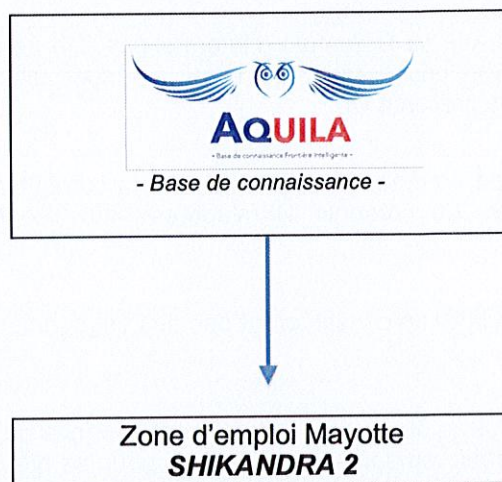 AQUILA
- Base de connaissance Frontière Intelligente -
- Base de connaissance -
Zone d'emploi Mayotte
SHIKANDRA 2